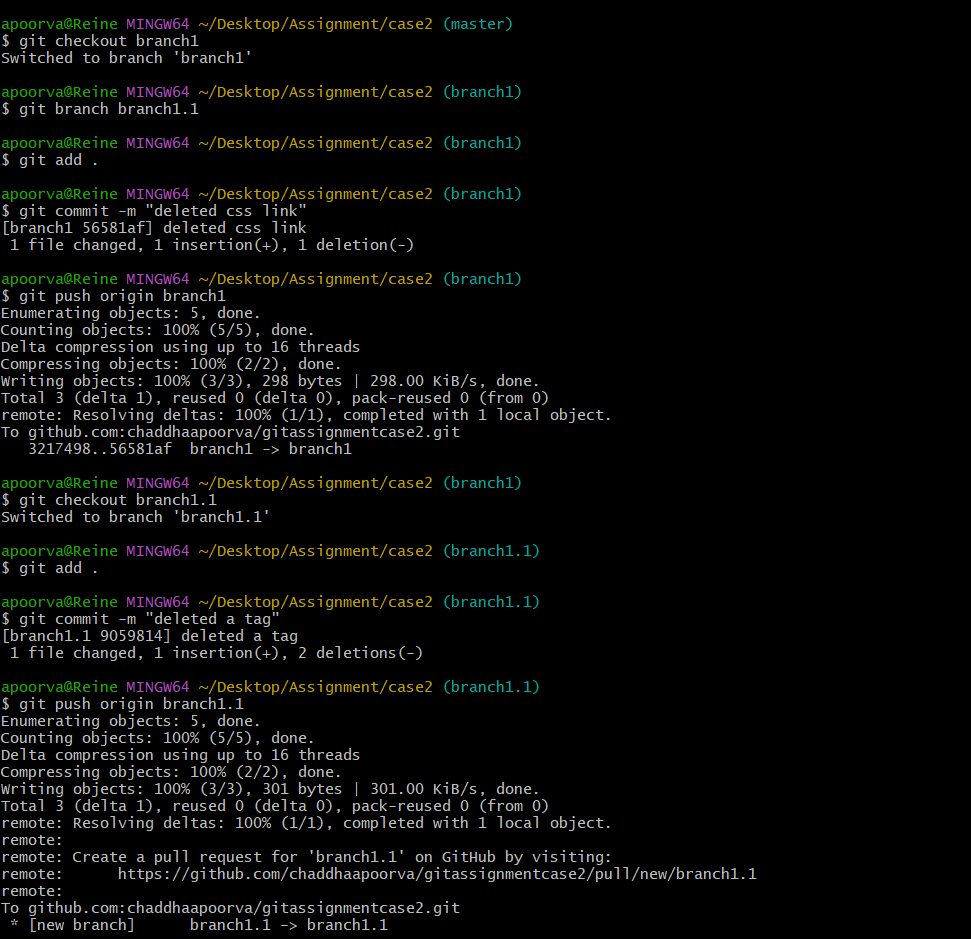 apoorva@Reine MINGW64 ~/Desktop/Assignment/case2 (master)
$ git checkout branch1
Switched to branch 'branch1'
apoorva@Reine MINGW64 ~/Desktop/Assignment/case2 (branch1)
$ git branch branch1.1
apoorva@Reine MINGW64 ~/Desktop/Assignment/case2 (branch1)
$ git add .
apoorva@Reine MINGW64 ~/Desktop/Assignment/case2 (branch1)
$ git commit -m "deleted css link"
[branch1 56581af] deleted css link
 1 file changed, 1 insertion(+), 1 deletion(-)
apoorva@Reine MINGW64 ~/Desktop/Assignment/case2 (branch1)
$ git push origin branch1
Enumerating objects: 5, done.
Counting objects: 100% (5/5), done.
Delta compression using up to 16 threads
Compressing objects: 100% (2/2), done.
Writing objects: 100% (3/3), 298 bytes | 298.00 KiB/s, done.
Total 3 (delta 1), reused 0 (delta 0), pack-reused 0 (from 0)
remote: Resolving deltas: 100% (1/1), completed with 1 local object.
To github.com:chaddhaapoorva/gitassignmentcase2.git
   3217498..56581af  branch1 -> branch1
apoorva@Reine MINGW64 ~/Desktop/Assignment/case2 (branch1)
$ git checkout branch1.1
Switched to branch 'branch1.1'
apoorva@Reine MINGW64 ~/Desktop/Assignment/case2 (branch1.1)
$ git add .
apoorva@Reine MINGW64 ~/Desktop/Assignment/case2 (branch1.1)
$ git commit -m "deleted a tag"
[branch1.1 9059814] deleted a tag
 1 file changed, 1 insertion(+), 2 deletions(-)
apoorva@Reine MINGW64 ~/Desktop/Assignment/case2 (branch1.1)
$ git push origin branch1.1
Enumerating objects: 5, done.
Counting objects: 100% (5/5), done.
Delta compression using up to 16 threads
Compressing objects: 100% (2/2), done.
Writing objects: 100% (3/3), 301 bytes | 301.00 KiB/s, done.
Total 3 (delta 1), reused 0 (delta 0), pack-reused 0 (from 0)
remote: Resolving deltas: 100% (1/1), completed with 1 local object.
remote:
remote: Create a pull request for 'branch1.1' on GitHub by visiting:
remote:      https://github.com/chaddhaapoorva/gitassignmentcase2/pull/new/branch1.1
remote:
To github.com:chaddhaapoorva/gitassignmentcase2.git
 * [new branch]      branch1.1 -> branch1.1